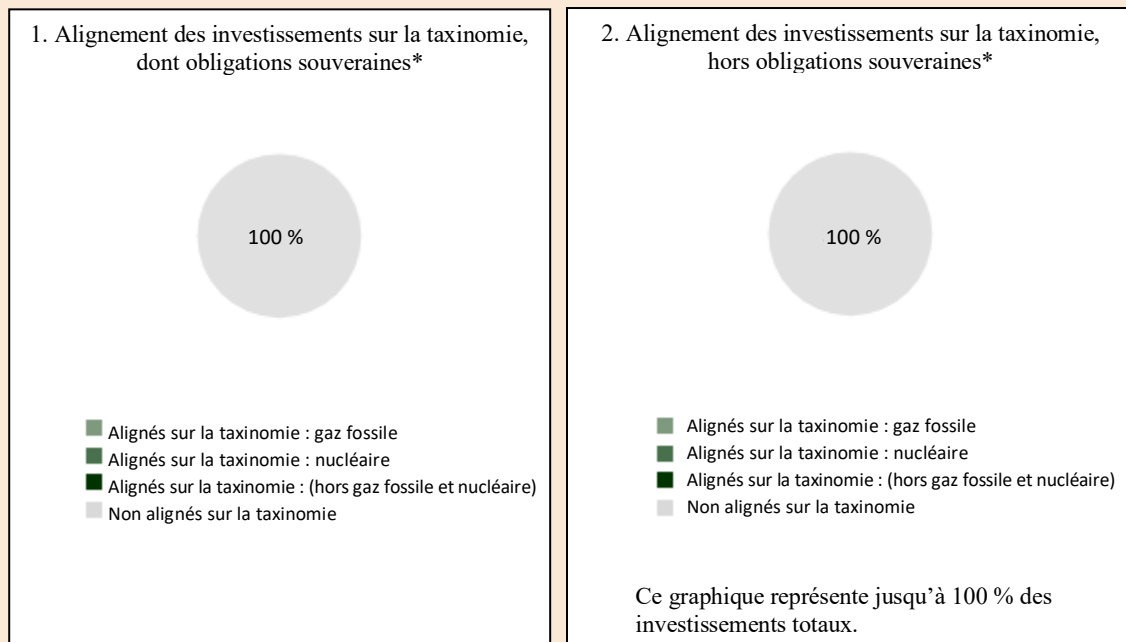 1. Alignement des investissements sur la taxinomie,
dont obligations souveraines*
100 %
Alignés sur la taxinomie : gaz fossile
Alignés sur la taxinomie : nucléaire
Alignés sur la taxinomie : (hors gaz fossile et nucléaire)
Non alignés sur la taxinomie
2. Alignement des investissements sur la taxinomie,
hors obligations souveraines*
100 %
Alignés sur la taxinomie : gaz fossile
Alignés sur la taxinomie : nucléaire
Alignés sur la taxinomie : (hors gaz fossile et nucléaire)
Non alignés sur la taxinomie
Ce graphique représente jusqu’à 100 % des
investissements totaux.